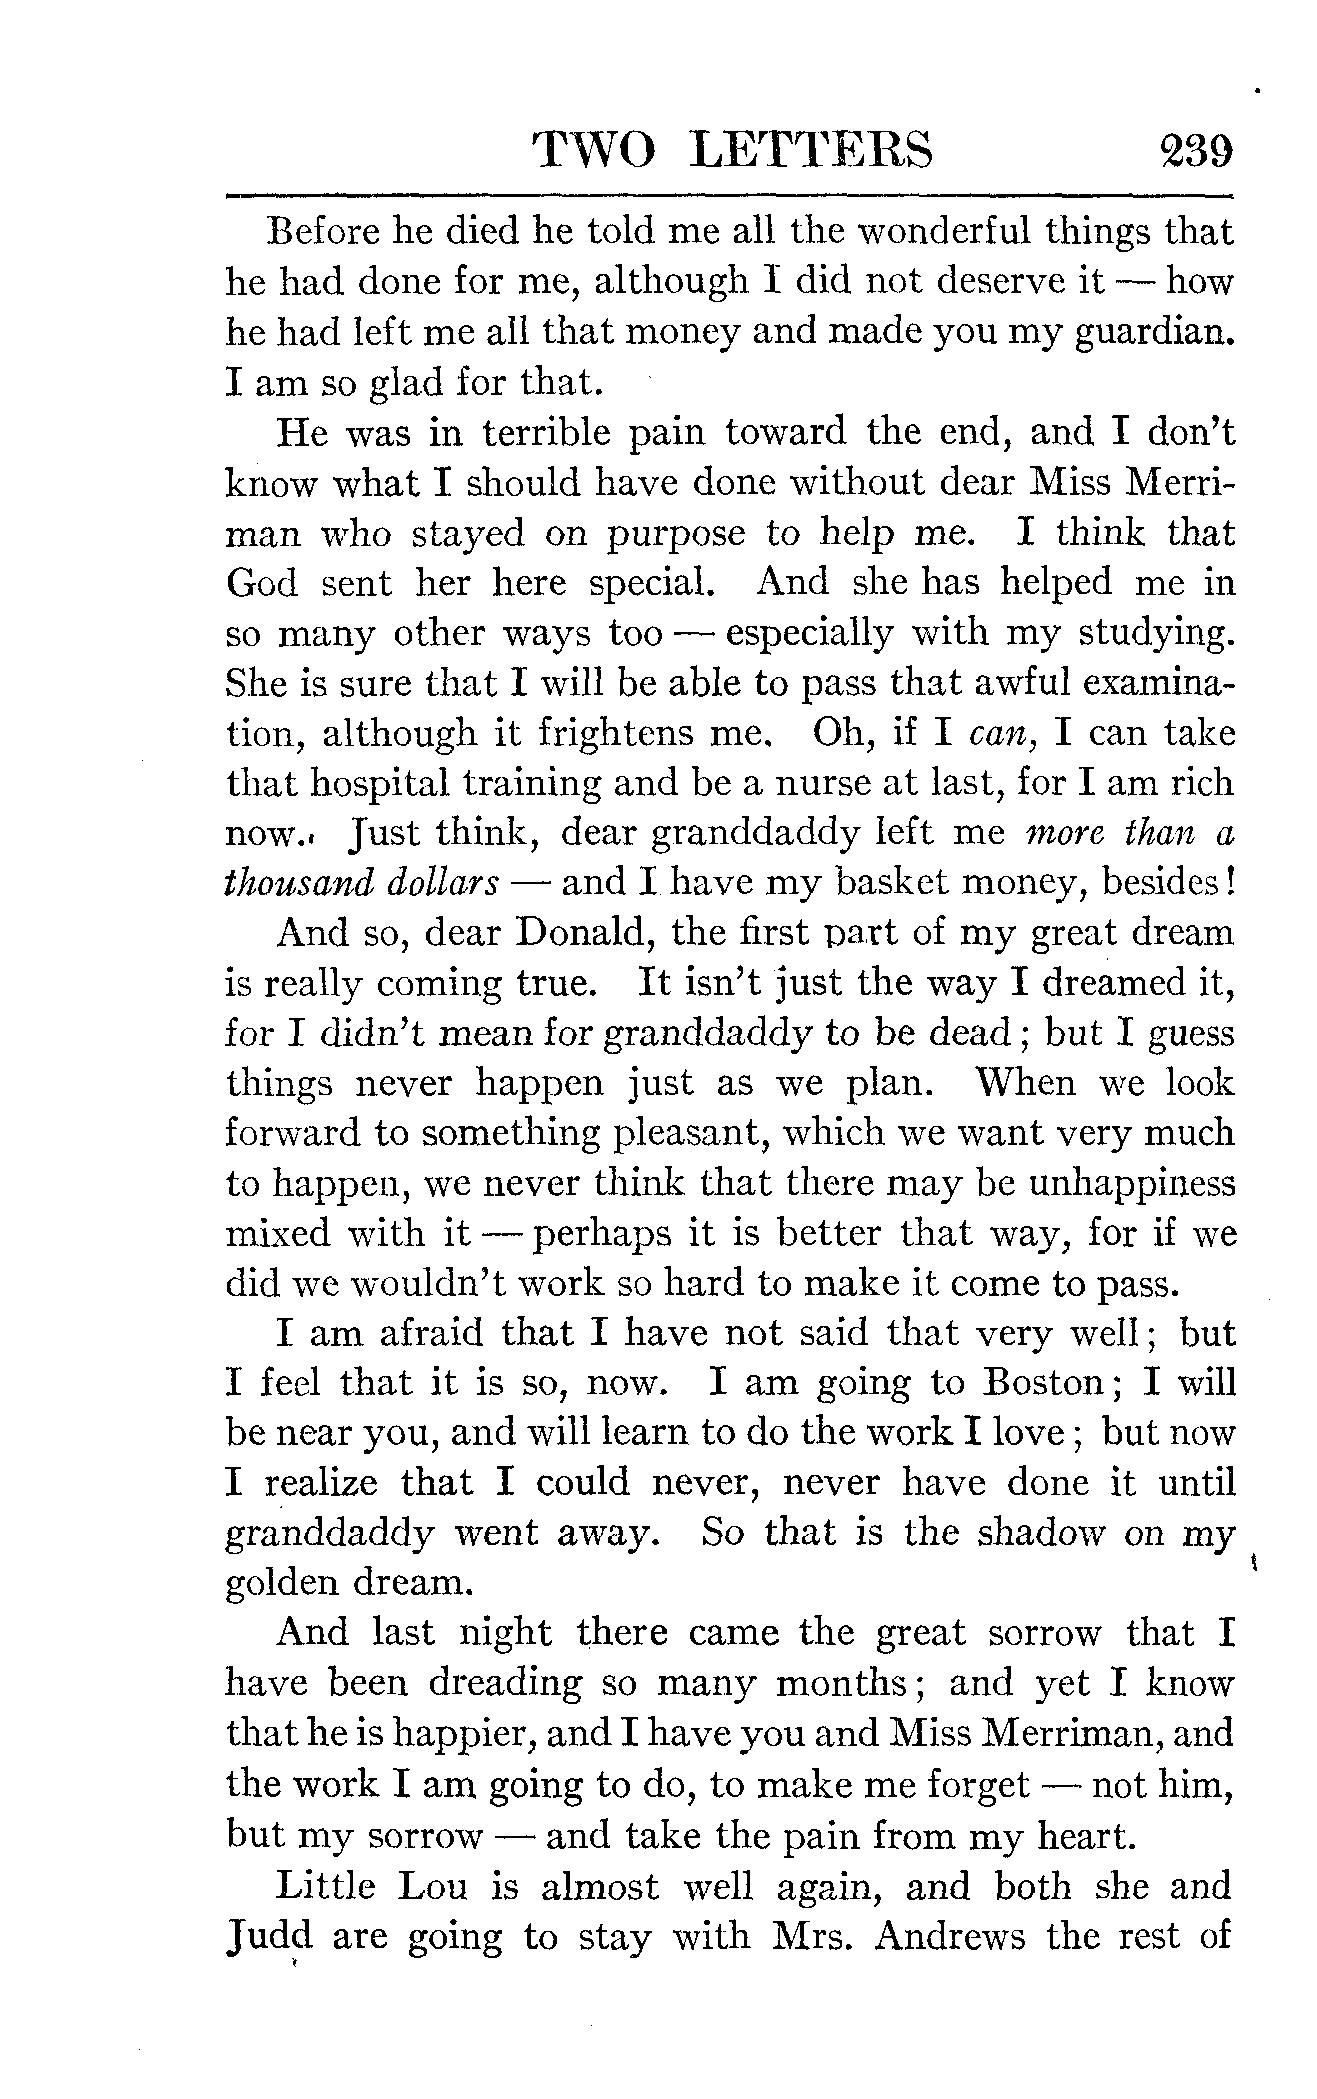 TWO LETTERS 239
Before he died he told me all the wonderful things that
he had done for me, although I did not deserve it — how
he had left me all that money and made you my guardian.
I am so glad for that.
He was in terrible pain toward the end, and I don't
know what I should have done without dear Miss Merri-
man who stayed on purpose to help me. I think that
God sent her here special. And she has helped me in
so many other ways too — especially with my studying.
She is sure that I will be able to pass that awful examina-
tion, although it frightens me. Oh, if I can, I can take
that hospital training and be a nurse at last, for I am rich
now. Just think, dear granddaddy left me more than a
thousand dollars — and I have my basket money, besides!
And so, dear Donald, the first part of my great dream
is really coming true. It isn't just the way I dreamed it,
for I didn't mean for granddaddy to be dead; but I guess
things never happen just as we plan. When we look
forward to something pleasant, which we want very much
to happen, we never think that there may be unhappiness
mixed with it — perhaps it is better that way, for if we
did we wouldn't work so hard to make it come to pass.
I am afraid that I have not said that very well; but
I feel that it is so, now. I am going to Boston; I will
be near you, and will learn to do the work I love; but now
I realize that I could never, never have done it until
granddaddy went away. So that is the shadow on my
golden dream.
And last night there came the great sorrow that I
have been dreading so many months; and yet I know
that he is happier, and I have you and Miss Merriman, and
the work I am going to do, to make me forget — not him,
but my sorrow — and take the pain from my heart.
Little Lou is almost well again, and both she and
Judd are going to stay with Mrs. Andrews the rest of